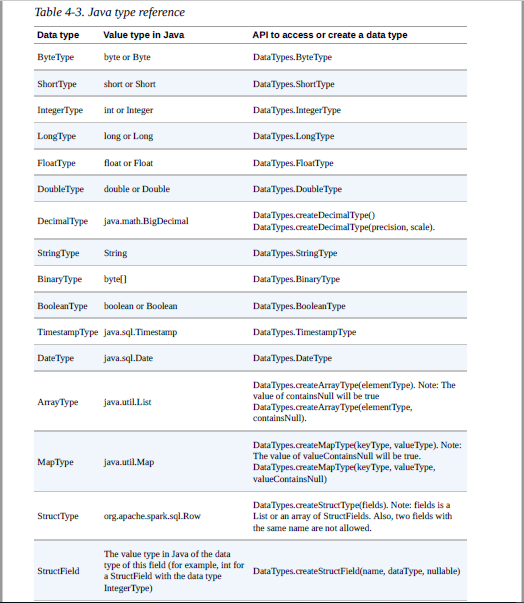 Table 4-3. Java type reference
Data type Value type in Java API to access or create a data type
ByteType byte or Byte DataTypes.ByteType
ShortType short or Short DataTypes.ShortType
IntegerType int or Integer DataTypes.IntegerType
LongType long or Long DataTypes.LongType
FloatType float or Float DataTypes.FloatType
DoubleType double or Double DataTypes.DoubleType
DecimalType java.math.BigDecimal DataTypes.createDecimalType()
DataTypes.createDecimalType(precision, scale).
StringType String DataTypes.StringType
BinaryType byte[] DataTypes.BinaryType
BooleanType boolean or Boolean DataTypes.BooleanType
TimestampType java.sql.Timestamp DataTypes.TimestampType
DateType java.sql.Date DataTypes.DateType
ArrayType java.util.List DataTypes.createArrayType(elementType). Note: The
value of containsNull will be true
DataTypes.createArrayType(elementType,
containsNull).
MapType java.util.Map DataTypes.createMapType(keyType, valueType). Note:
The value of valueContainsNull will be true.
DataTypes.createMapType(keyType, valueType,
valueContainsNull)
StructType org.apache.spark.sql.Row DataTypes.createStructType(fields). Note: fields is a
List or an array of StructFields. Also, two fields with
the same name are not allowed.
StructField The value type in Java of the data
type of this field (for example, int for
a StructField with the data type
IntegerType) DataTypes.createStructField(name, dataType, nullable)